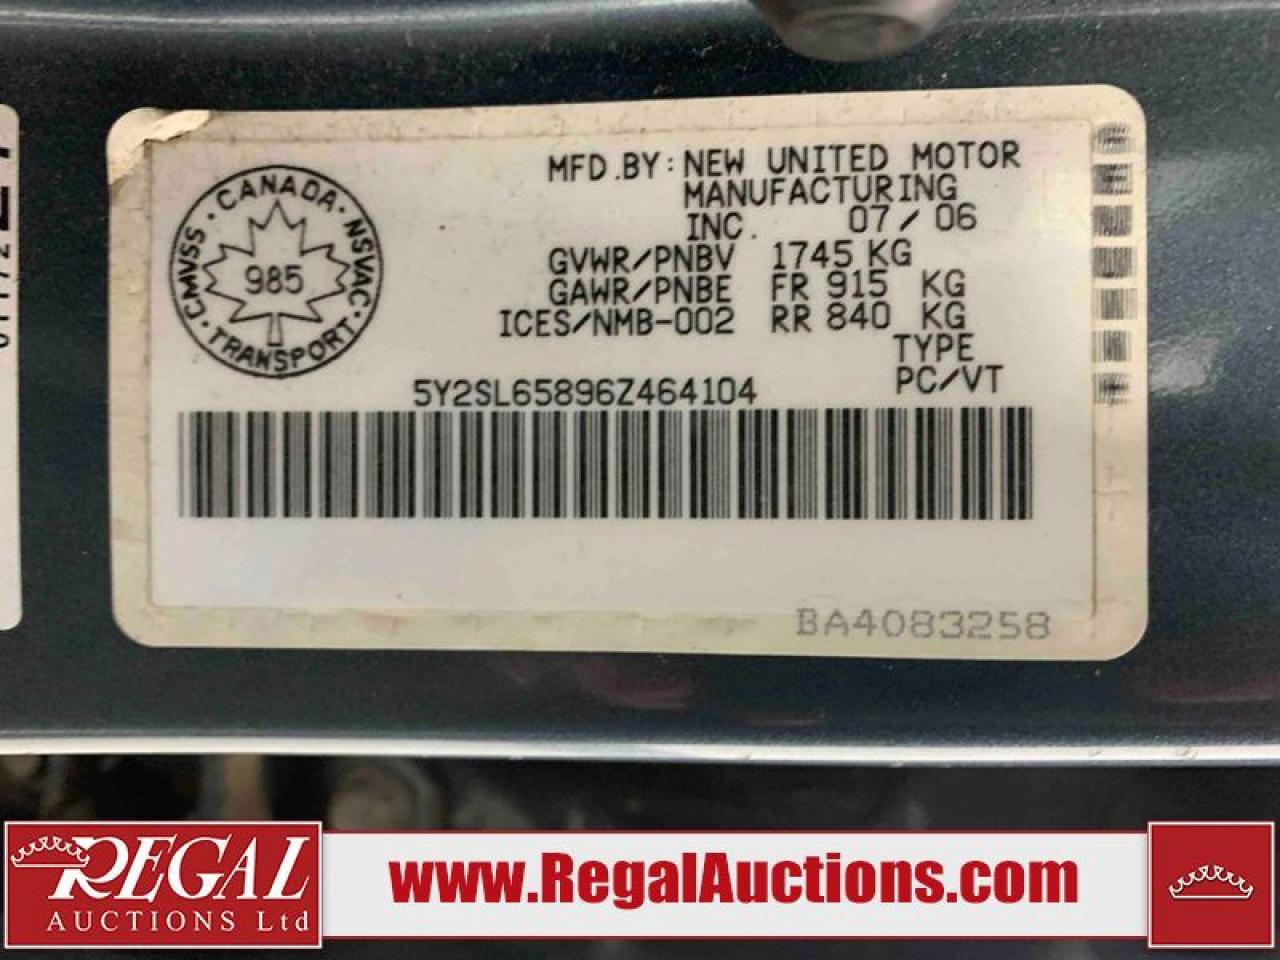 MFD.BY: NEW UNITED MOTOR
MANUFACTURING
INC. 07/06
GVWR/PNBV 1745 KG
GAWR/PNBE FR 915 KG
ICES/NMB-002 RR 840 KG
TYPE
PC/VT
CANADA · NSVAC · TRANSPORT · CMVSS ·
985
5Y2SL65896Z464104
BA4083258
REGAL
AUCTIONS Ltd
www.RegalAuctions.com